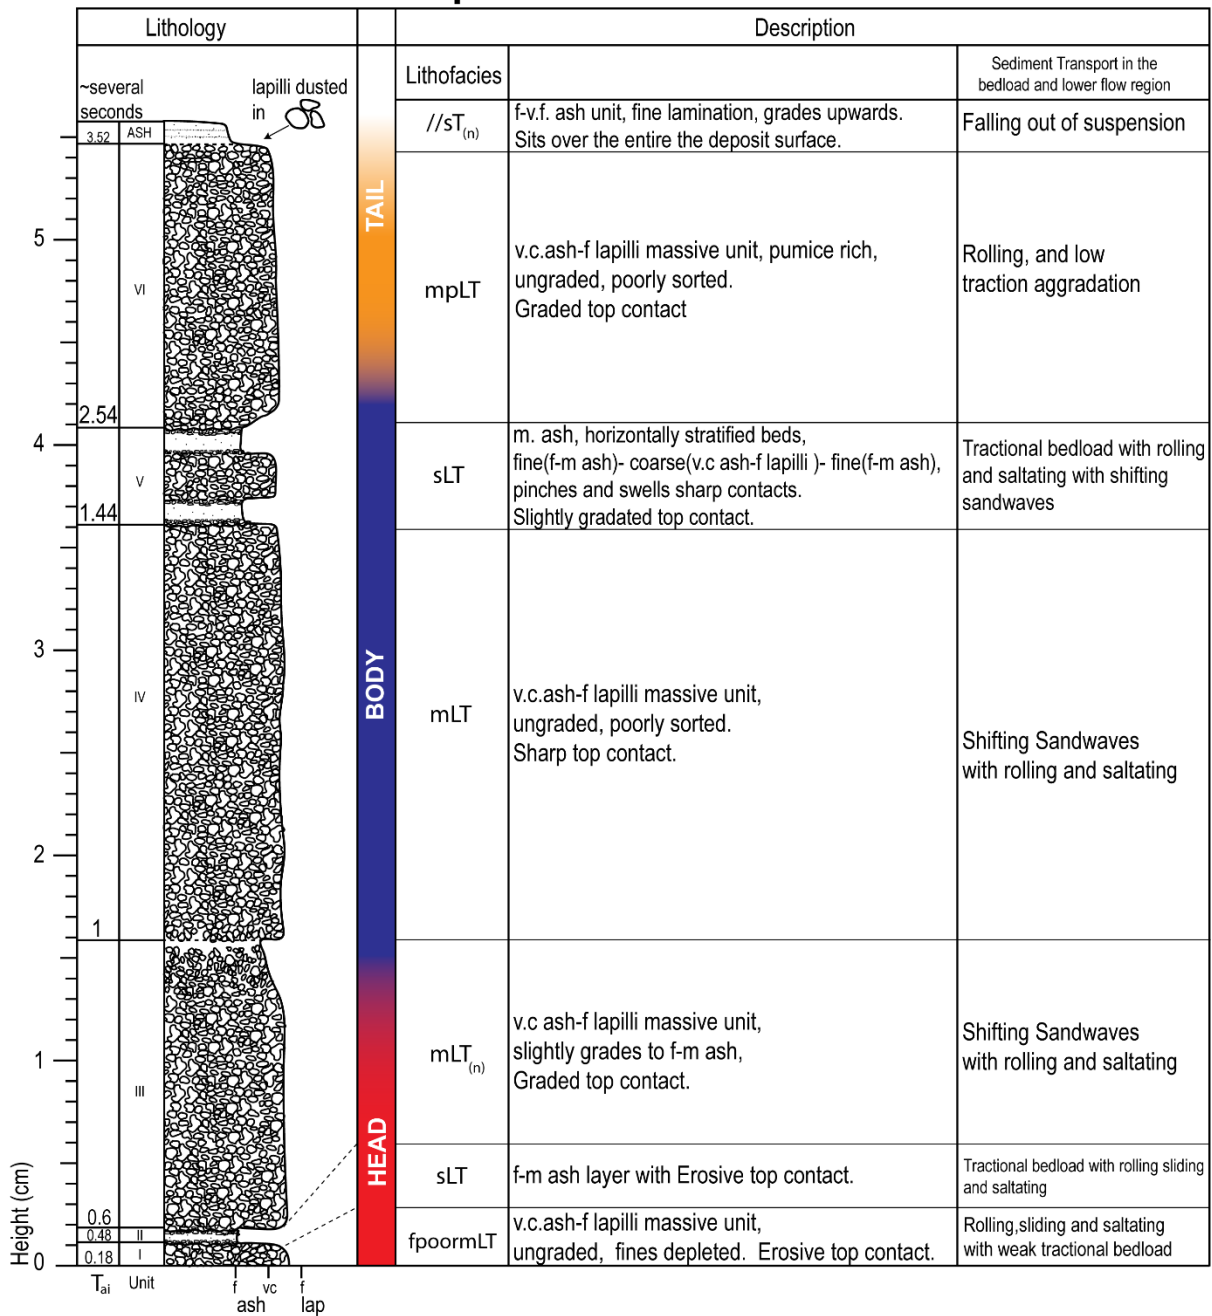 Lithology
Description
~several
seconds
lapilli dusted
in
Lithofacies
Sediment Transport in the
bedload and lower flow region
3.52
ASH
//sT(n)
f-v.f. ash unit, fine lamination, grades upwards.
Sits over the entire the deposit surface.
Falling out of suspension
TAIL
5
VI
mpLT
v.c.ash-f lapilli massive unit, pumice rich,
ungraded, poorly sorted.
Graded top contact
Rolling, and low
traction aggradation
2.54
4
V
sLT
m. ash, horizontally stratified beds,
fine(f-m ash)- coarse(v.c ash-f lapilli )- fine(f-m ash),
pinches and swells sharp contacts.
Slightly gradated top contact.
Tractional bedload with rolling
and saltating with shifting
sandwaves
1.44
3
IV
BODY
mLT
v.c.ash-f lapilli massive unit,
ungraded, poorly sorted.
Sharp top contact.
Shifting Sandwaves
with rolling and saltating
2
1
1
III
mLT(n)
v.c ash-f lapilli massive unit,
slightly grades to f-m ash,
Graded top contact.
Shifting Sandwaves
with rolling and saltating
HEAD
sLT
f-m ash layer with Erosive top contact.
Tractional bedload with rolling sliding
and saltating
0.6
0.48
II
fpoormLT
v.c.ash-f lapilli massive unit,
ungraded, fines depleted. Erosive top contact.
Rolling,sliding and saltating
with weak tractional bedload
0.18
I
0
Height (cm)
Tai
Unit
f
vc
f
ash
lap